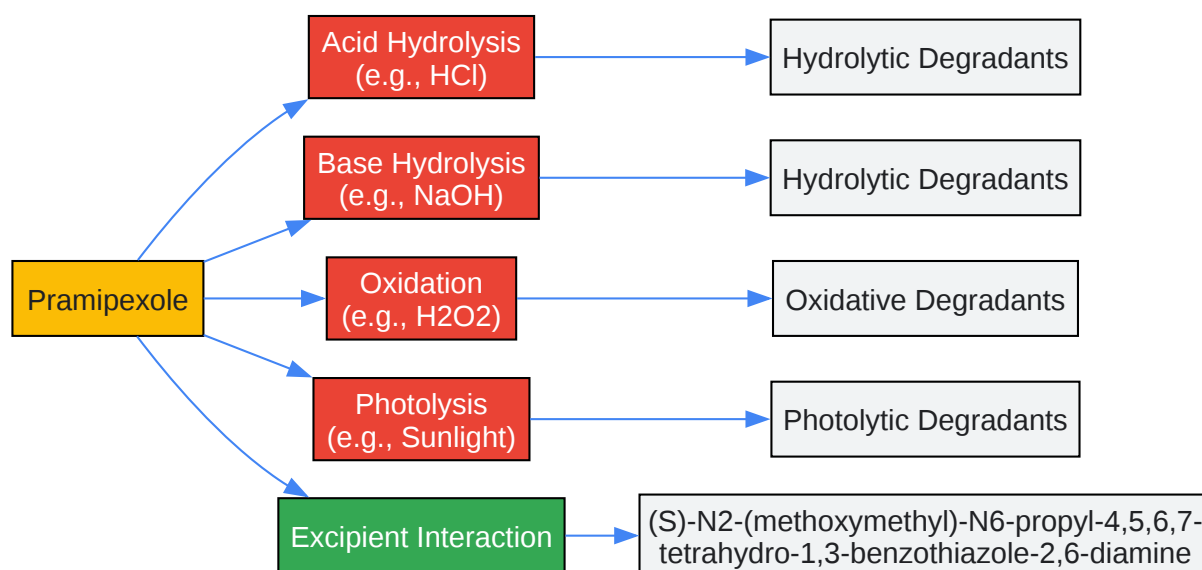 Acid Hydrolysis
(e.g., HCl)
Hydrolytic Degradants
Base Hydrolysis
(e.g., NaOH)
Hydrolytic Degradants
Pramipexole
Oxidation
(e.g., H2O2)
Oxidative Degradants
Photolysis
(e.g., Sunlight)
Photolytic Degradants
Excipient Interaction
(S)-N2-(methoxymethyl)-N6-propyl-4,5,6,7-
tetrahydro-1,3-benzothiazole-2,6-diamine